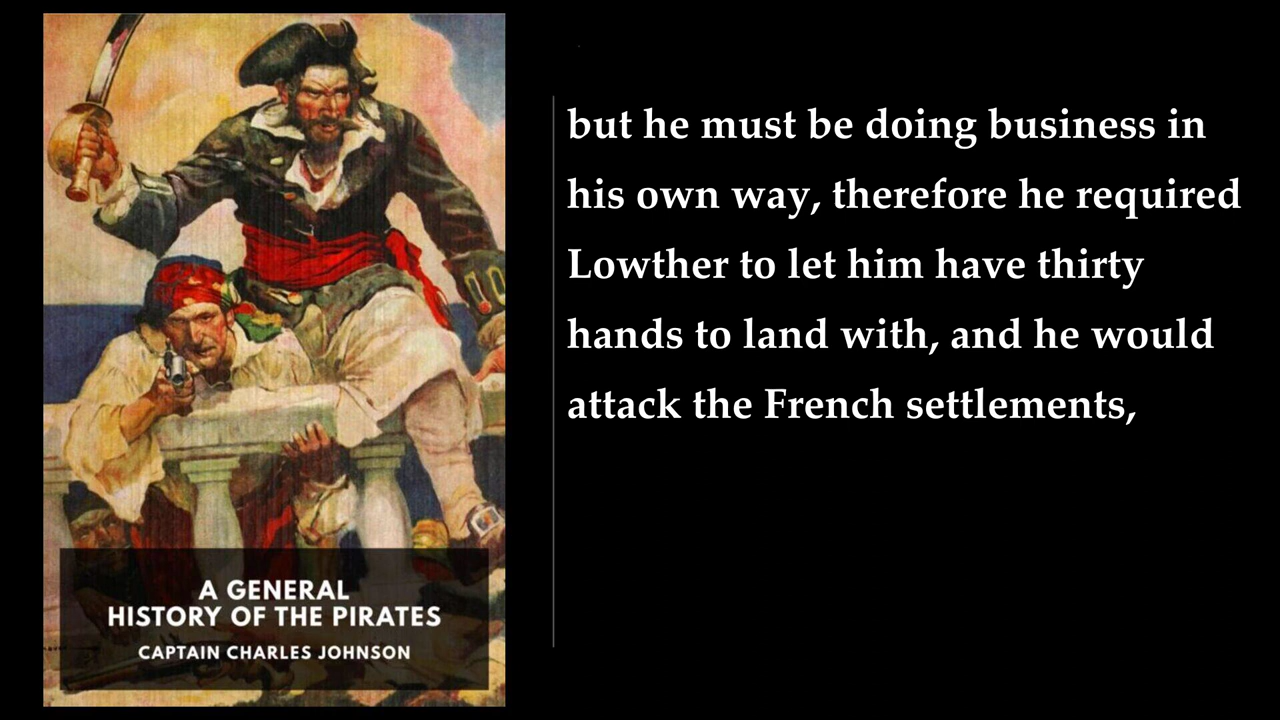 but he must be doing business in
his own way, therefore he required
Lowther to let him have thirty
hands to land with, and he would
attack the French settlements,
A GENERAL
HISTORY OF THE PIRATES
CAPTAIN CHARLES JOHNSON